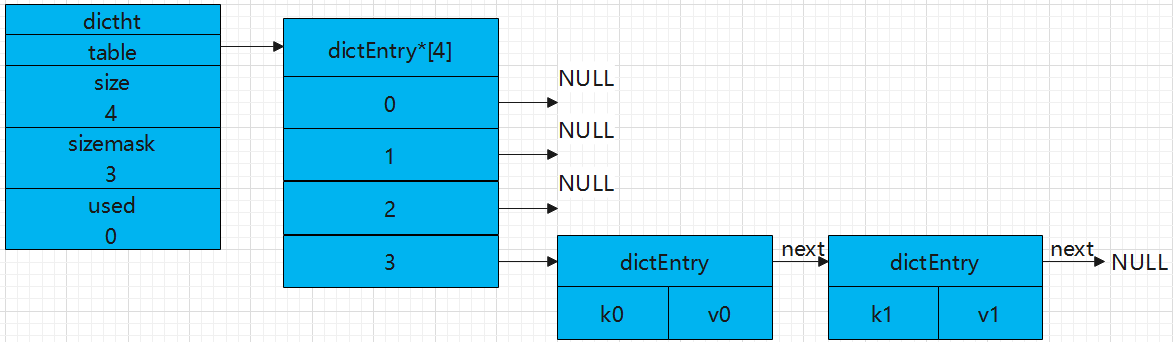 dictht
table
size
4
sizemask
3
used
0
dictEntry*[4]
0
1
2
3
NULL
NULL
NULL
dictEntry
k0 v0
next
dictEntry
k1 v1
next
NULL